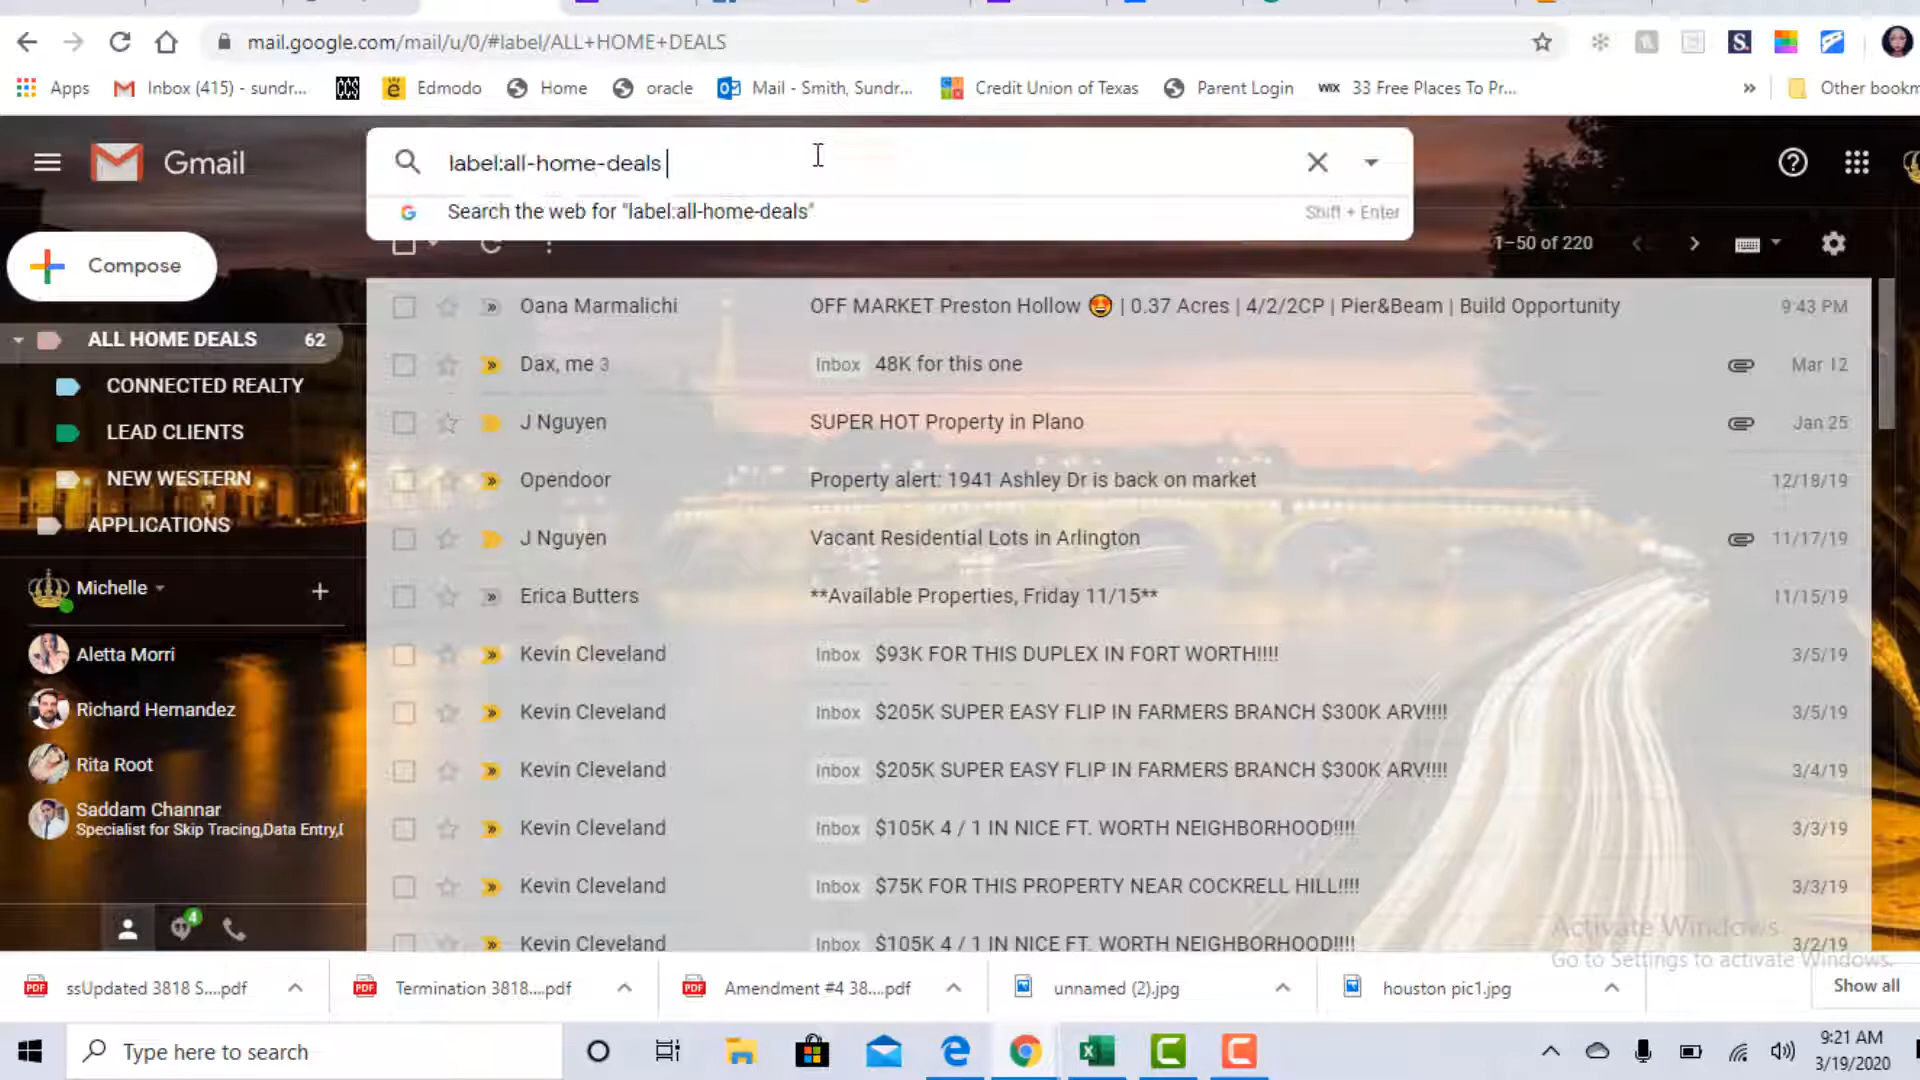 mail.google.com/mail/u/0/#label/ALL+HOME+DEALS
Apps
Inbox (415) - sundr...
CCS
Edmodo
Home
oracle
Mail - Smith, Sundr...
Credit Union of Texas
Parent Login
WIX 33 Free Places To Pr...
»
Other bookm
Gmail
label:all-home-deals
Search the web for "label:all-home-deals"
Shift + Enter
1–50 of 220
Compose
ALL HOME DEALS 62
CONNECTED REALTY
LEAD CLIENTS
NEW WESTERN
APPLICATIONS
Michelle
Aletta Morri
Richard Hernandez
Rita Root
Saddam Channar
Specialist for Skip Tracing,Data Entry,
4
Oana Marmalichi OFF MARKET Preston Hollow 🤩 | 0.37 Acres | 4/2/2CP | Pier&Beam | Build Opportunity 9:43 PM
Dax, me 3 Inbox 48K for this one Mar 12
J Nguyen SUPER HOT Property in Plano Jan 25
Opendoor Property alert: 1941 Ashley Dr is back on market 12/18/19
J Nguyen Vacant Residential Lots in Arlington 11/17/19
Erica Butters **Available Properties, Friday 11/15** 11/15/19
Kevin Cleveland Inbox $93K FOR THIS DUPLEX IN FORT WORTH!!!! 3/5/19
Kevin Cleveland Inbox $205K SUPER EASY FLIP IN FARMERS BRANCH $300K ARV!!!! 3/5/19
Kevin Cleveland Inbox $205K SUPER EASY FLIP IN FARMERS BRANCH $300K ARV!!!! 3/4/19
Kevin Cleveland Inbox $105K 4 / 1 IN NICE FT. WORTH NEIGHBORHOOD!!!! 3/3/19
Kevin Cleveland Inbox $75K FOR THIS PROPERTY NEAR COCKRELL HILL!!!! 3/3/19
Kevin Cleveland Inbox $105K 4 / 1 IN NICE FT. WORTH NEIGHBORHOOD!!!! 3/2/19
Activate Windows
Go to Settings to activate Windows.
PDF ssUpdated 3818 S....pdf
PDF Termination 3818....pdf
PDF Amendment #4 38....pdf
unnamed (2).jpg
houston pic1.jpg
Show all
Type here to search
9:21 AM
3/19/2020